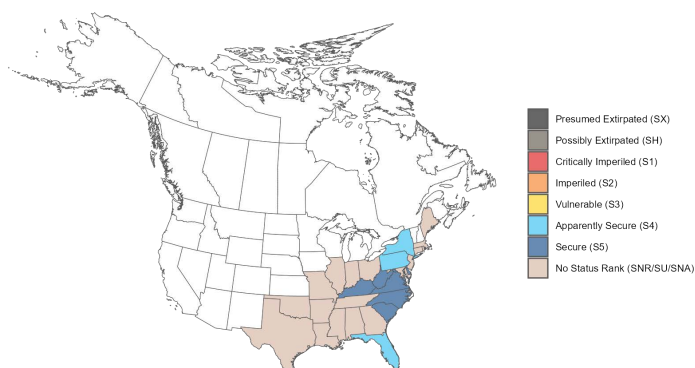 Presumed Extirpated (SX)
Possibly Extirpated (SH)
Critically Imperiled (S1)
Imperiled (S2)
Vulnerable (S3)
Apparently Secure (S4)
Secure (S5)
No Status Rank (SNR/SU/SNA)